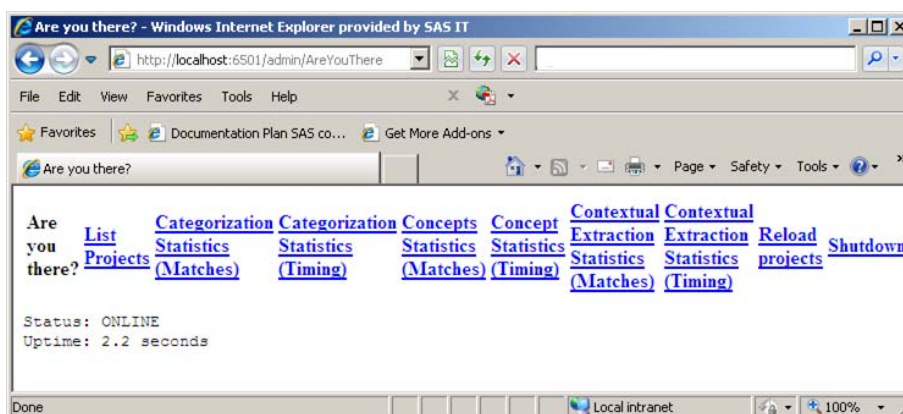 Are you there? - Windows Internet Explorer provided by SAS IT
http://localhost:6501/admin/AreYouThere
File Edit View Favorites Tools Help
Favorites Documentation Plan SAS co... Get More Add-ons
Are you there? Page Safety Tools
Are you there?
List Projects
Categorization Statistics (Matches)
Categorization Statistics (Timing)
Concepts Statistics (Matches)
Concept Statistics (Timing)
Contextual Extraction Statistics (Matches)
Contextual Extraction Statistics (Timing)
Reload projects
Shutdown
Status: ONLINE
Uptime: 2.2 seconds
Done Local intranet 100%